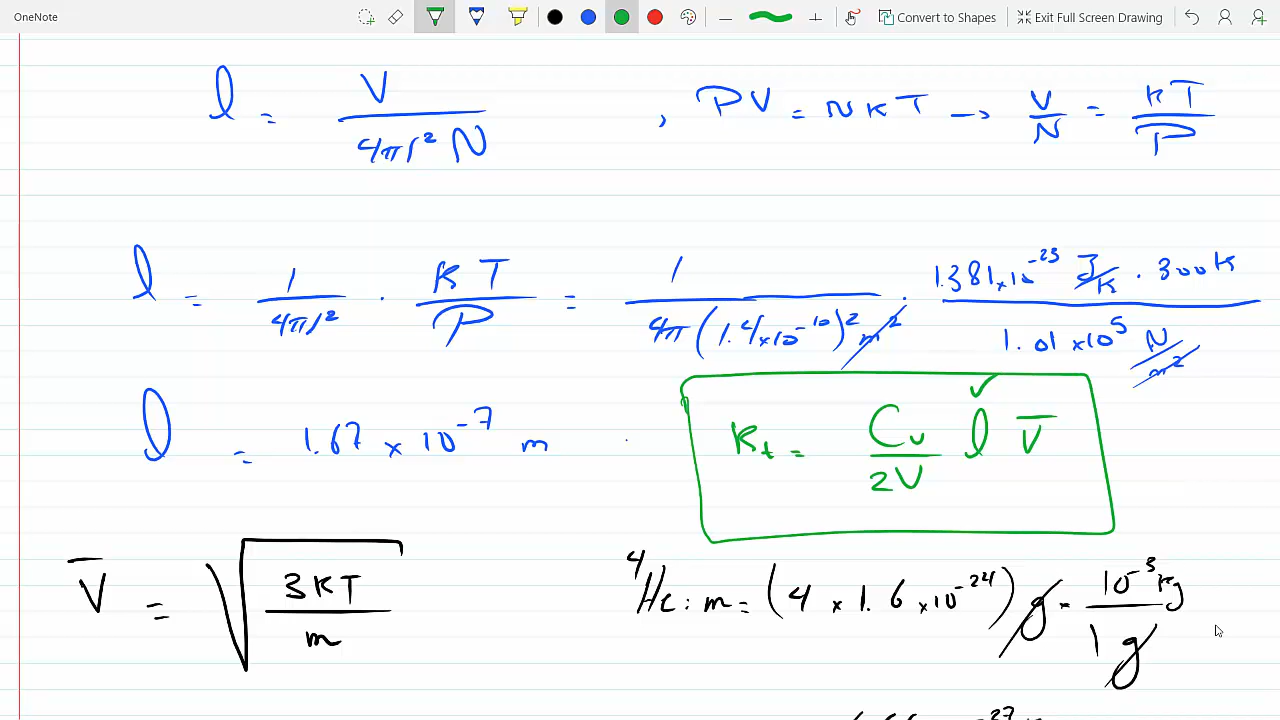 OneNote
Convert to Shapes
Exit Full Screen Drawing
l = V / 4πr² N , PV = NKT → V/N = KT/P
l = 1/4πr² · KT/P = 1 / 4π(1.4×10⁻¹⁰)² m² · 1.381×10⁻²³ J/K · 300K / 1.01×10⁵ N/m²
l = 1.67 × 10⁻⁷ m
Kt = Cv/2V l V̅
V̅ = √(3KT/m)
⁴He: m = (4 × 1.6 × 10⁻²⁴) g · 10⁻³ kg / 1 g